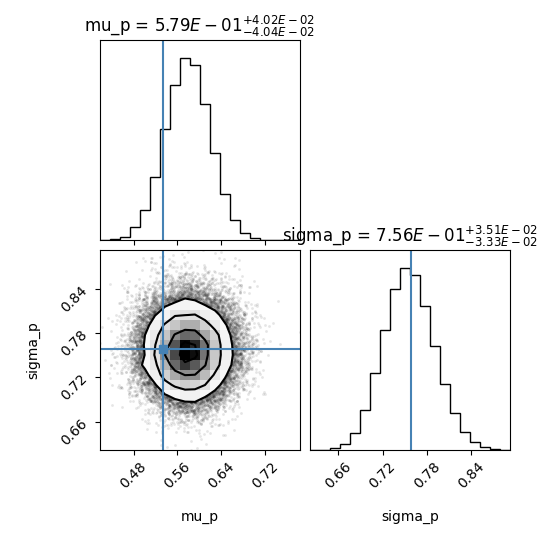 mu_p = 5.79E − 01+4.02E−02
−4.04E−02
sigma_p = 7.56E − 01+3.51E−02
−3.33E−02
0.84
0.78
0.72
0.66
sigma_p
0.48 0.56 0.64 0.72
0.66 0.72 0.78 0.84
mu_p
sigma_p